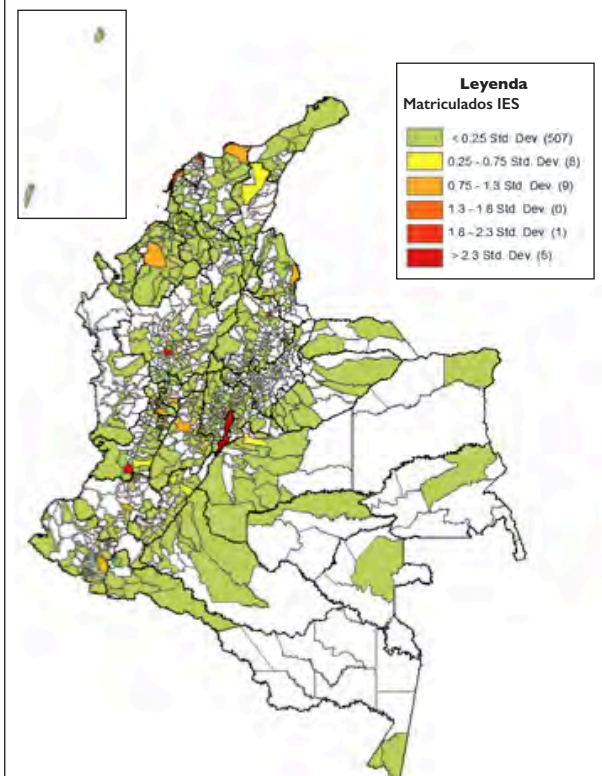 Leyenda
Matriculados IES
< 0.25 Std. Dev. (507)
0.25 - 0.75 Std. Dev. (8)
0.75 - 1.3 Std. Dev. (9)
1.3 - 1.8 Std. Dev. (0)
1.8 - 2.3 Std. Dev. (1)
> 2.3 Std. Dev. (5)